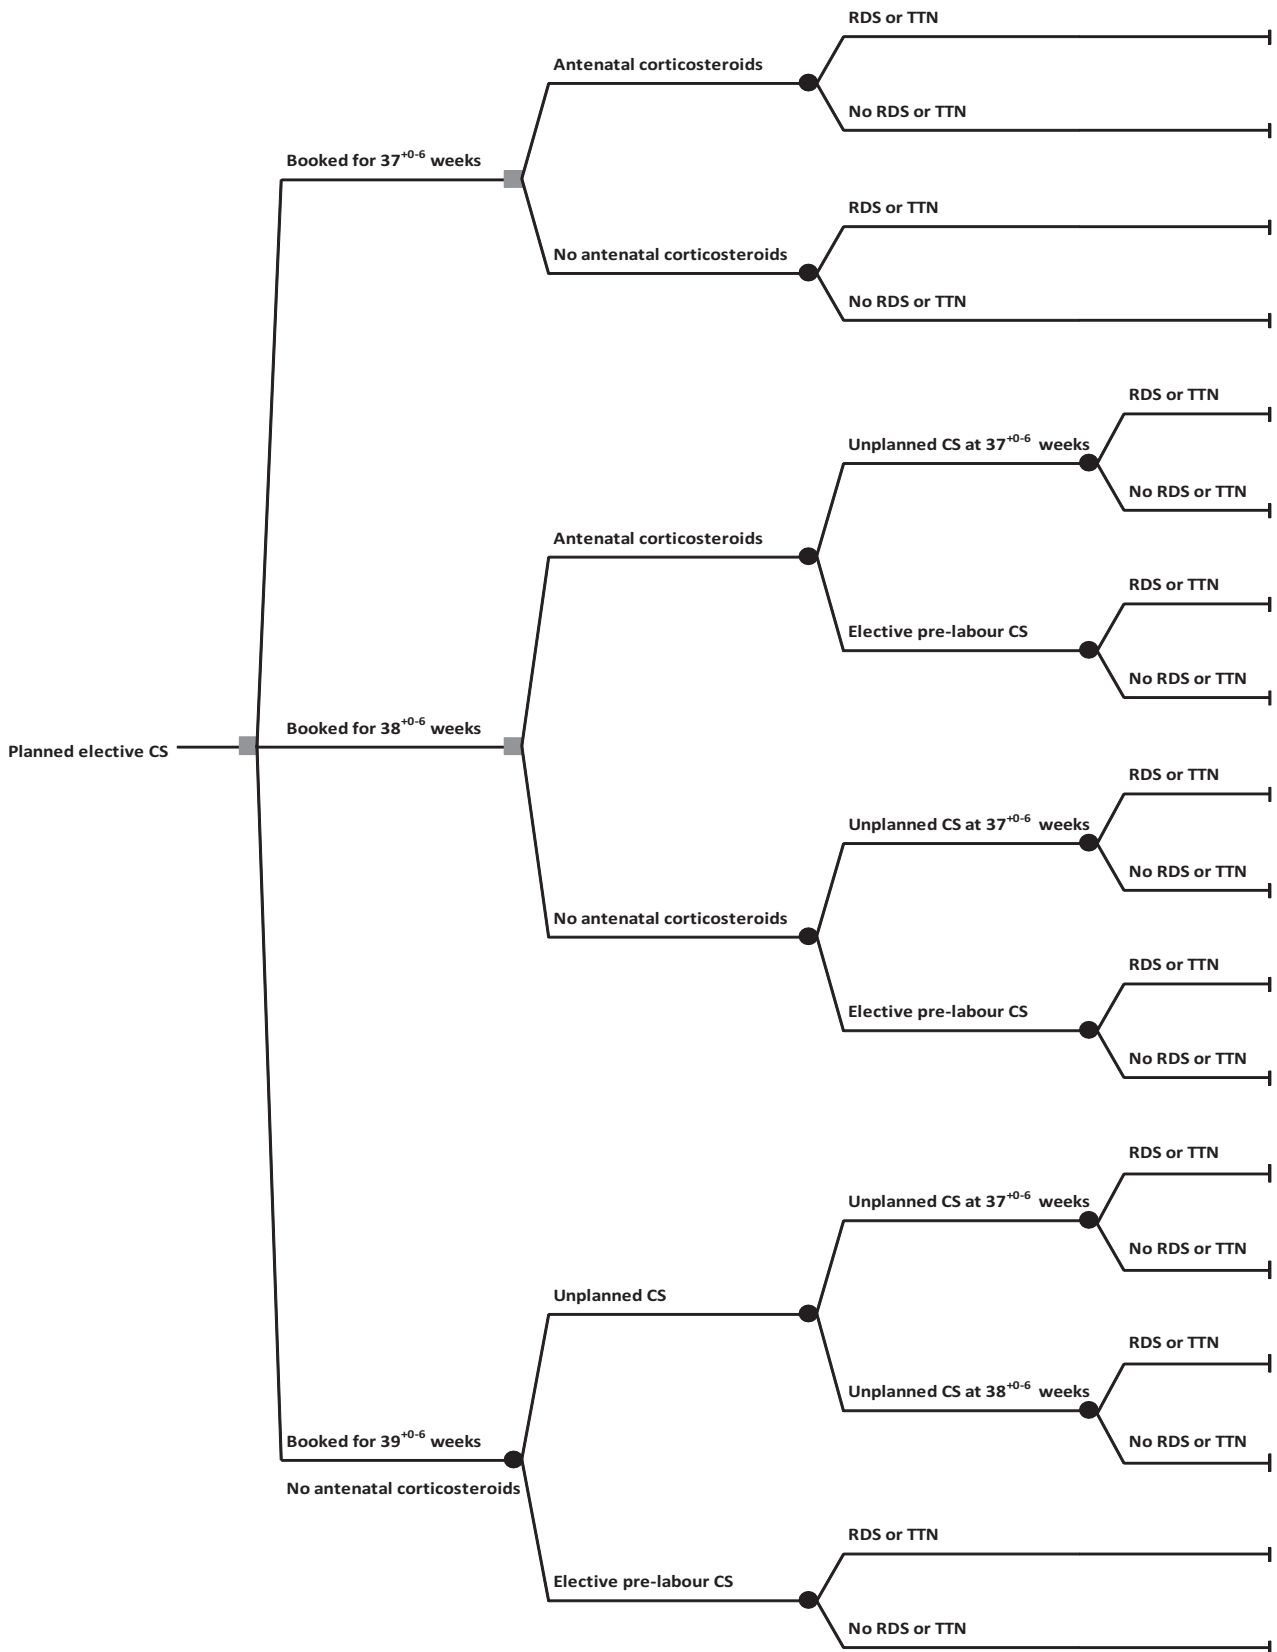 RDS or TTN
Antenatal corticosteroids
No RDS or TTN
Booked for 37⁺⁰⁻⁶ weeks
RDS or TTN
No antenatal corticosteroids
No RDS or TTN
RDS or TTN
Unplanned CS at 37⁺⁰⁻⁶ weeks
No RDS or TTN
Antenatal corticosteroids
RDS or TTN
Elective pre-labour CS
No RDS or TTN
Booked for 38⁺⁰⁻⁶ weeks
Planned elective CS
RDS or TTN
Unplanned CS at 37⁺⁰⁻⁶ weeks
No RDS or TTN
No antenatal corticosteroids
RDS or TTN
Elective pre-labour CS
No RDS or TTN
RDS or TTN
Unplanned CS at 37⁺⁰⁻⁶ weeks
No RDS or TTN
Unplanned CS
RDS or TTN
Unplanned CS at 38⁺⁰⁻⁶ weeks
No RDS or TTN
Booked for 39⁺⁰⁻⁶ weeks
No antenatal corticosteroids
RDS or TTN
Elective pre-labour CS
No RDS or TTN